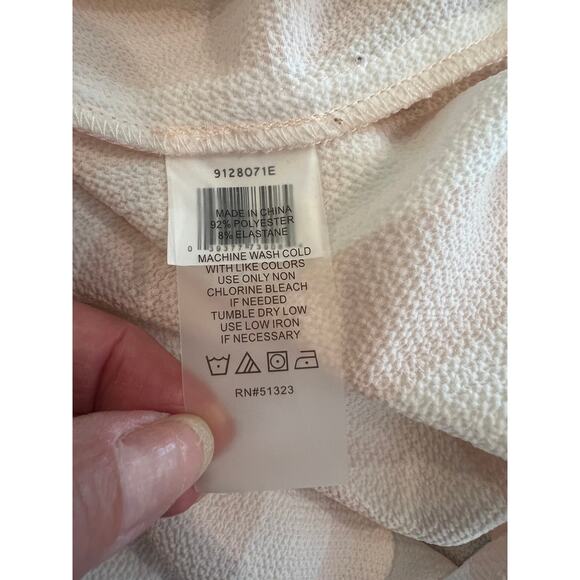 9128071E
MADE IN CHINA
92% POLYESTER
8% ELASTANE
MACHINE WASH COLD
WITH LIKE COLORS
USE ONLY NON
CHLORINE BLEACH
IF NEEDED
TUMBLE DRY LOW
USE LOW IRON
IF NECESSARY
RN#51323